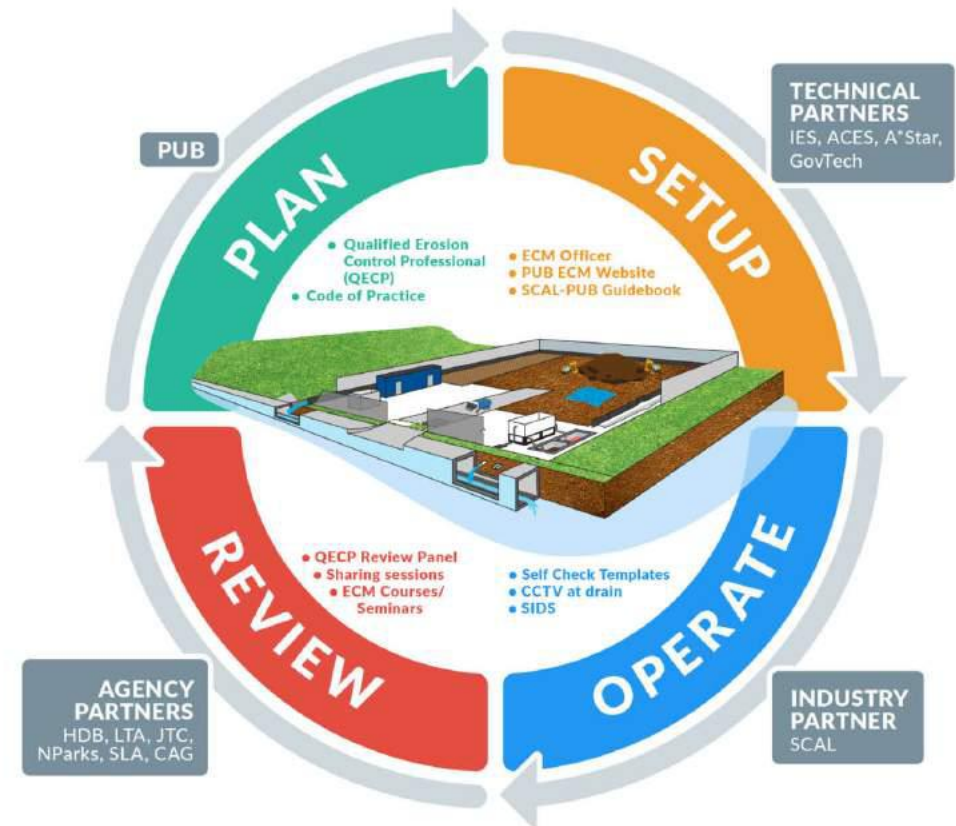 PUB
PLAN
• Qualified Erosion
Control Professional
(QECP)
• Code of Practice
TECHNICAL
PARTNERS
IES, ACES, A*Star,
GovTech
SETUP
• ECM Officer
• PUB ECM Website
• SCAL-PUB Guidebook
REVIEW
• QECP Review Panel
• Sharing sessions
• ECM Courses/
Seminars
AGENCY
PARTNERS
HDB, LTA, JTC,
NParks, SLA, CAG
OPERATE
• Self Check Templates
• CCTV at drain
• SIDS
INDUSTRY
PARTNER
SCAL